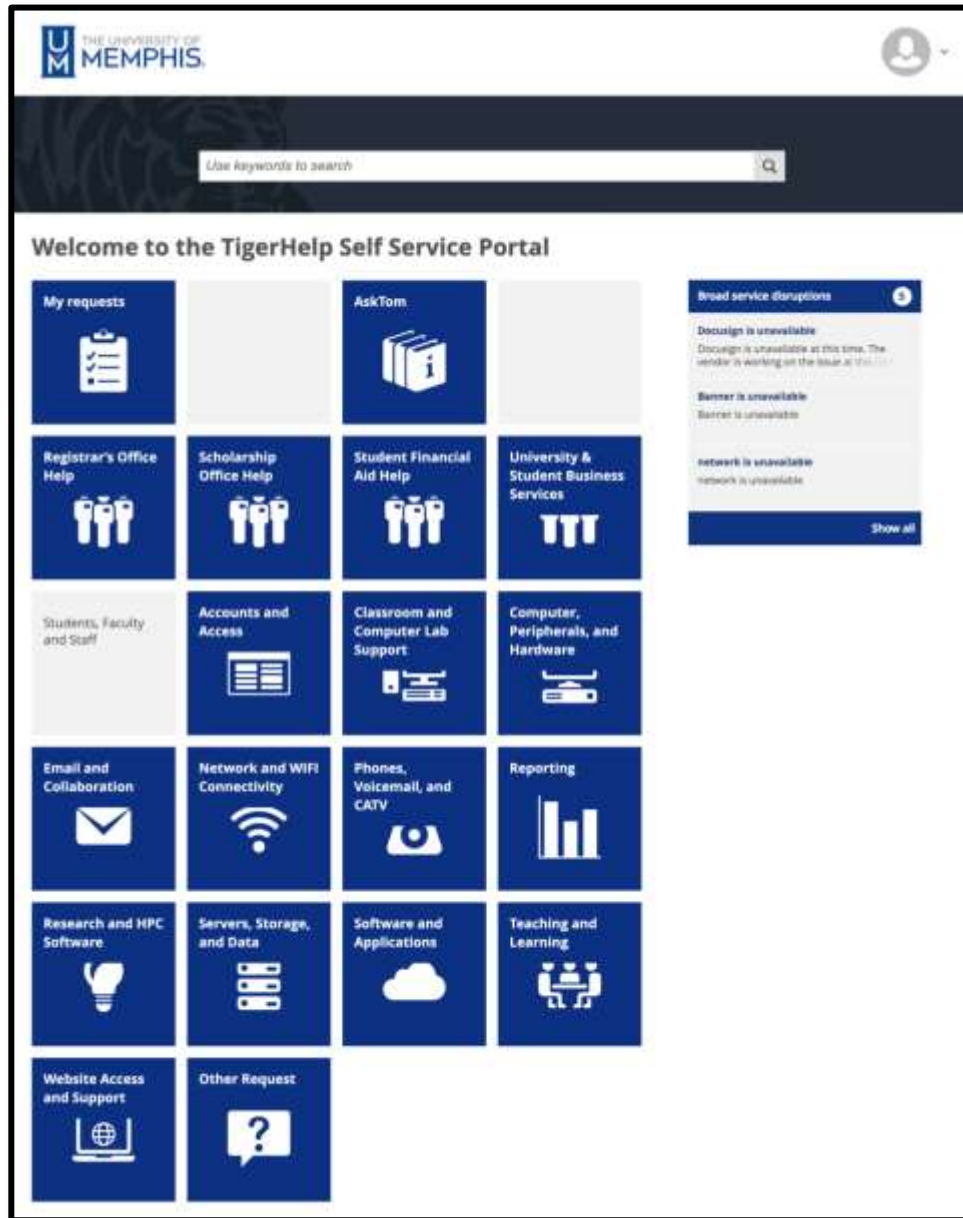 UM
THE UNIVERSITY OF
MEMPHIS.
Use keywords to search
Welcome to the TigerHelp Self Service Portal
My requests
AskTom
Broad service disruptions 5
Docusign is unavailable
Docusign is unavailable at this time. The
vendor is working on the issue at this
Banner is unavailable
Banner is unavailable
network is unavailable
network is unavailable
Show all
Registrar's Office
Help
Scholarship
Office Help
Student Financial
Aid Help
University &
Student Business
Services
Students, Faculty
and Staff
Accounts and
Access
Classroom and
Computer Lab
Support
Computer,
Peripherals, and
Hardware
Email and
Collaboration
Network and WIFI
Connectivity
Phones,
Voicemail, and
CATV
Reporting
Research and HPC
Software
Servers, Storage,
and Data
Software and
Applications
Teaching and
Learning
Website Access
and Support
Other Request